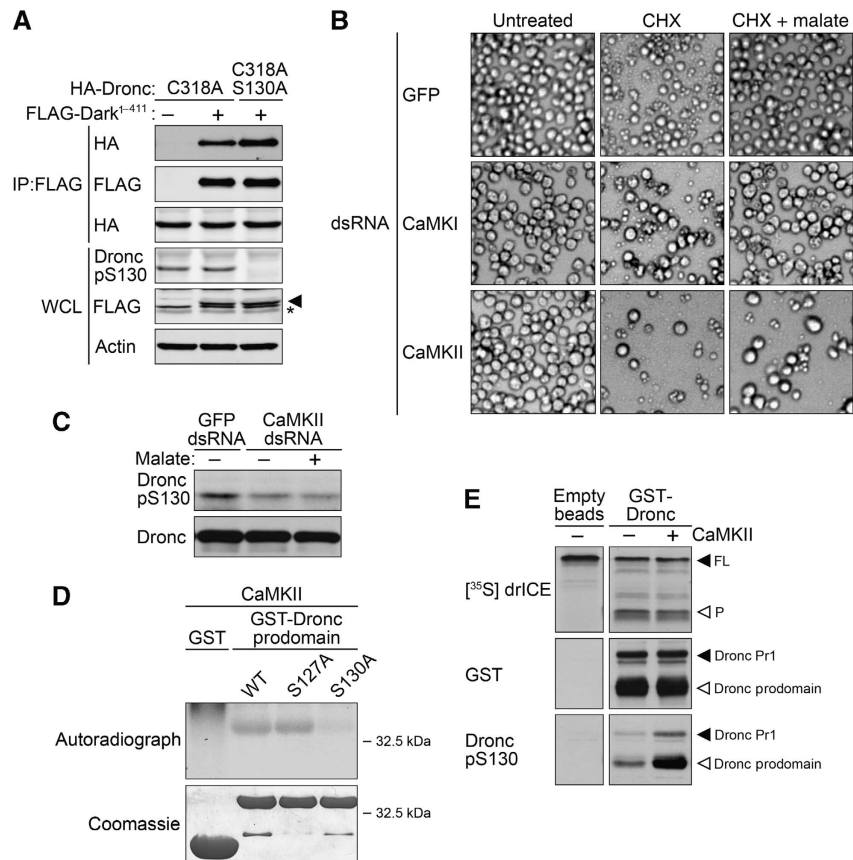 A
HA-Dronc: C318A C318A S130A
FLAG-Dark1–411 : – + +
IP:FLAG
HA
FLAG
HA
WCL
Dronc pS130
FLAG
*
Actin
B
Untreated CHX CHX + malate
dsRNA
GFP
CaMKI
CaMKII
C
GFP dsRNA CaMKII dsRNA
Malate: – – +
Dronc pS130
Dronc
D
CaMKII
GST GST-Dronc prodomain
WT S127A S130A
Autoradiograph – 32.5 kDa
Coomassie – 32.5 kDa
E
Empty beads GST-Dronc
– – + CaMKII
[35S] drICE FL
P
GST Dronc Pr1
Dronc prodomain
Dronc pS130 Dronc Pr1
Dronc prodomain